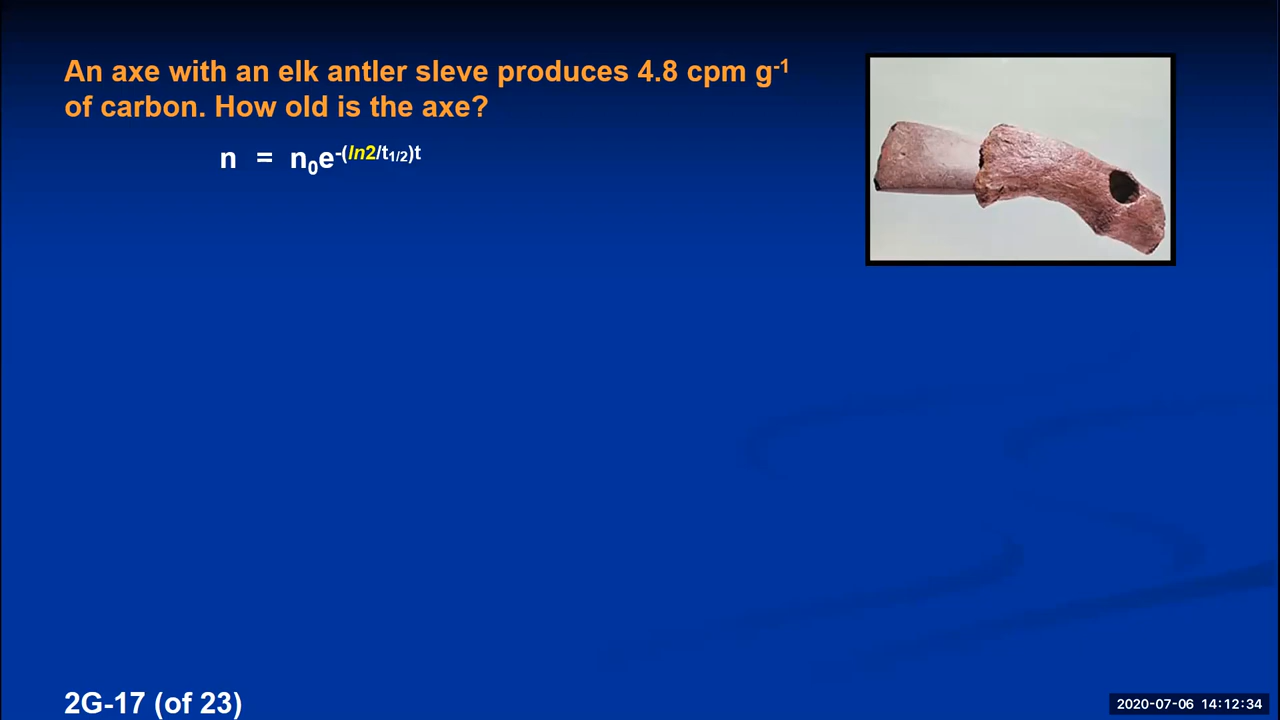 An axe with an elk antler sleve produces 4.8 cpm g⁻¹
of carbon. How old is the axe?
n = n₀e^-(ln2/t₁/₂)t
2G-17 (of 23)
2020-07-06 14:12:34